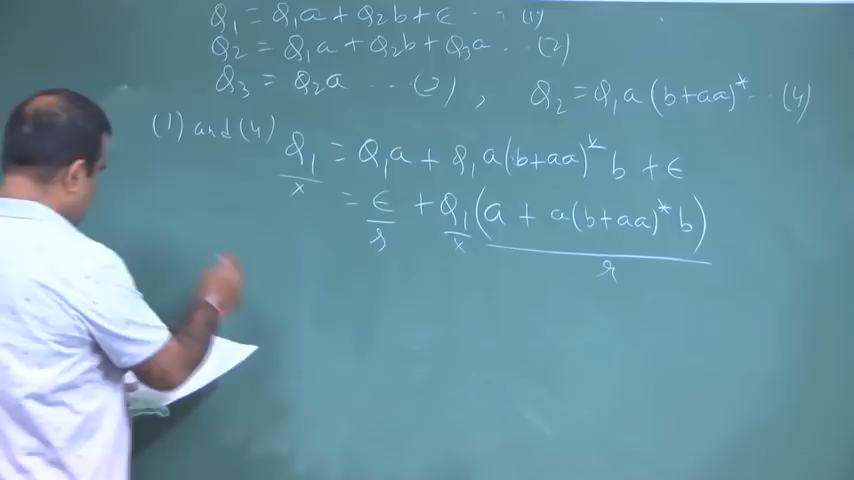 Q₁ = Q₁a + Q₂b + ε ... (1)
Q₂ = Q₁a + Q₂b + Q₃a ... (2)
Q₃ = Q₂a ... (3) , Q₂ = Q₁a(b+aa)* ... (4)
(1) and (4) Q₁ = Q₁a + Q₁a(b+aa)*b + ε
x
= ε + Q₁(a + a(b+aa)*b)
s x r